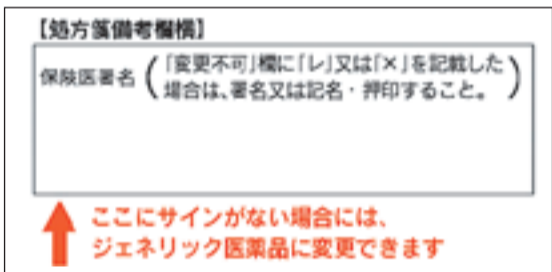 【処方箋備考欄構】
保険医署名
「変更不可」欄に「レ」又は「×」を記載した
場合は、署名又は記名・押印すること。
ここにサインがない場合には、
ジェネリック医薬品に変更できます